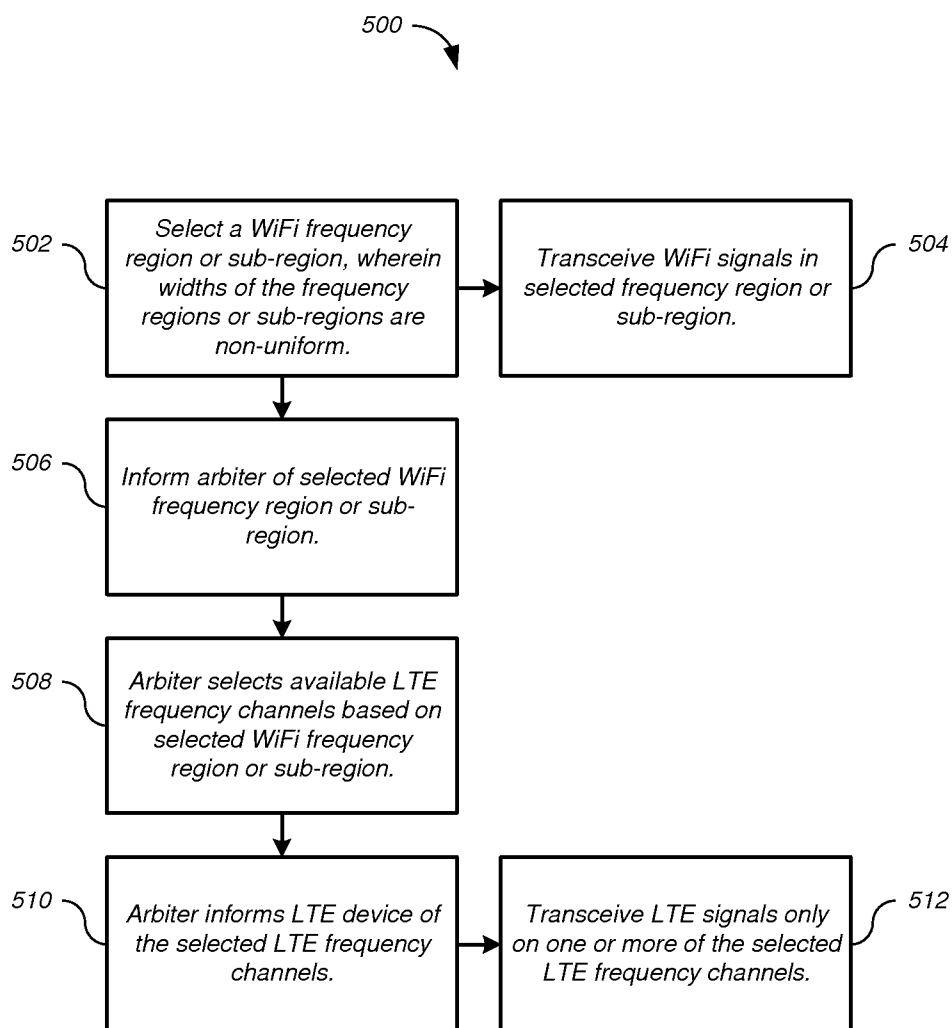 500
502
Select a WiFi frequency
region or sub-region, wherein
widths of the frequency
regions or sub-regions are
non-uniform.
Transceive WiFi signals in
selected frequency region or
sub-region.
504
506
Inform arbiter of selected WiFi
frequency region or sub-
region.
508
Arbiter selects available LTE
frequency channels based on
selected WiFi frequency
region or sub-region.
510
Arbiter informs LTE device of
the selected LTE frequency
channels.
Transceive LTE signals only
on one or more of the selected
LTE frequency channels.
512